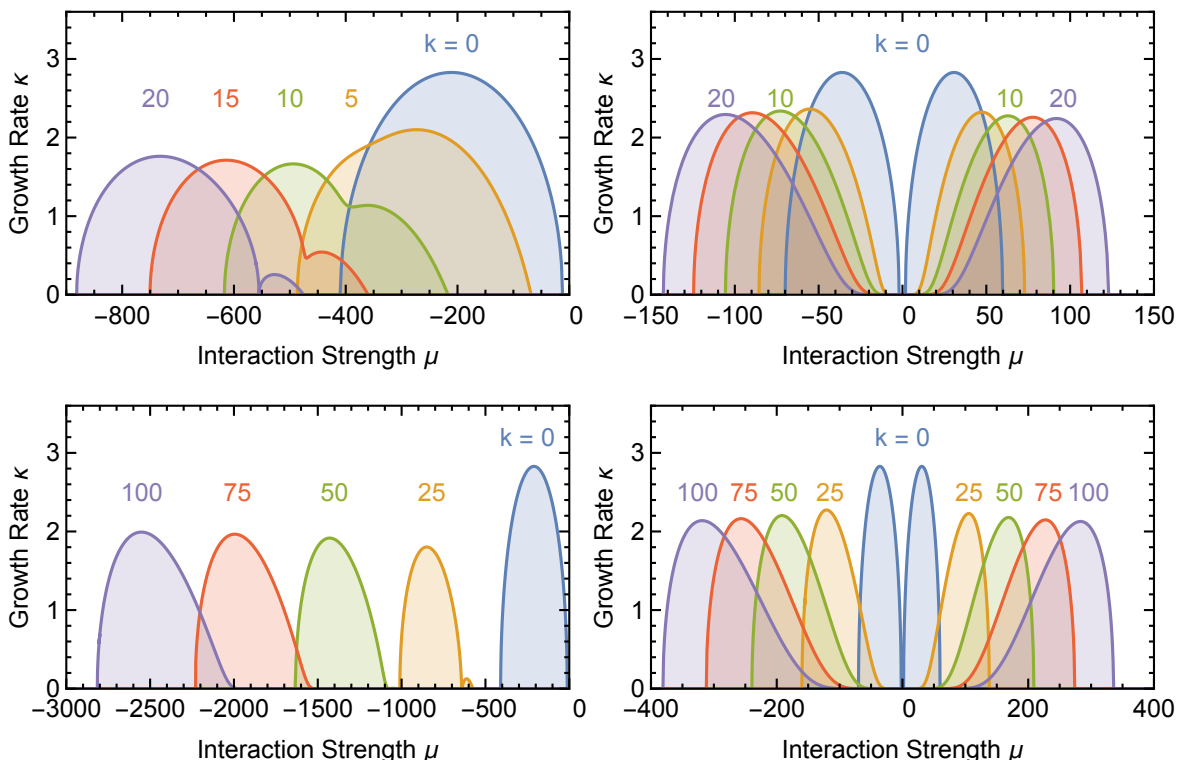 k = 0
20 15 10 5
3
2
1
0
Growth Rate κ
−800 −600 −400 −200 0
Interaction Strength μ
k = 0
20 10 10 20
3
2
1
0
Growth Rate κ
−150 −100 −50 0 50 100 150
Interaction Strength μ
k = 0
100 75 50 25
3
2
1
0
Growth Rate κ
−3000 −2500 −2000 −1500 −1000 −500 0
Interaction Strength μ
k = 0
100 75 50 25 25 50 75 100
3
2
1
0
Growth Rate κ
−400 −200 0 200 400
Interaction Strength μ